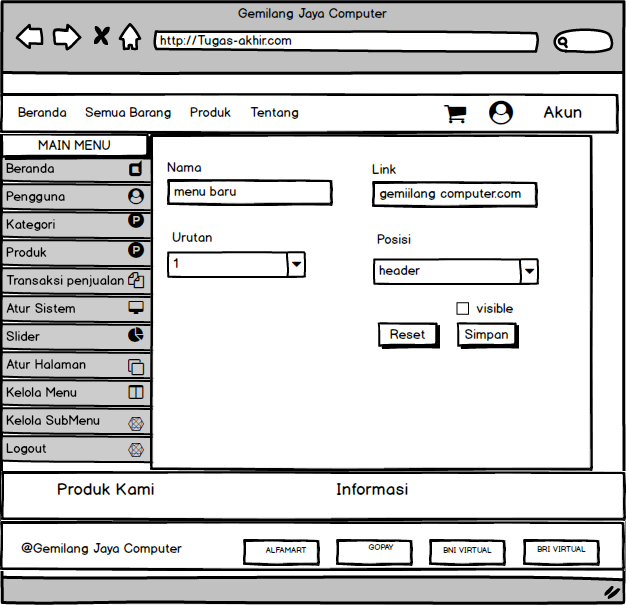 Gemilang Jaya Computer
http://Tugas-akhir.com
Beranda Semua Barang Produk Tentang Akun
MAIN MENU
Beranda
Pengguna
Kategori
Produk
Transaksi penjualan
Atur Sistem
Slider
Atur Halaman
Kelola Menu
Kelola SubMenu
Logout
Nama
menu baru
Link
gemiilang computer.com
Urutan
1
Posisi
header
visible
Reset Simpan
Produk Kami Informasi
@Gemilang Jaya Computer ALFAMART GOPAY BNI VIRTUAL BRI VIRTUAL